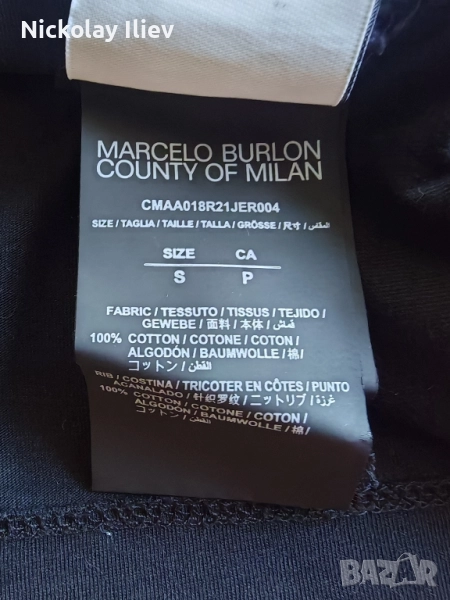 Nickolay Iliev
MARCELO BURLON
COUNTY OF MILAN
CMAA018R21JER004
SIZE / TAGLIA / TAILLE / TALLA / GRÖSSE / 尺寸 / المقاس
SIZE CA
S P
FABRIC / TESSUTO / TISSUS / TEJIDO /
GEWEBE / 面料 / 本体 / قماش
100% COTTON / COTONE / COTON /
ALGODÓN / BAUMWOLLE / 棉 /
コットン / القطن
RIB / COSTINA / TRICOTER EN CÔTES / PUNTO
ACANALADO / 针织罗纹 / ニットリブ / غرزة
100% COTTON / COTONE / COTON /
ALGODÓN / BAUMWOLLE / 棉 /
コットン / القطن
BAZAR